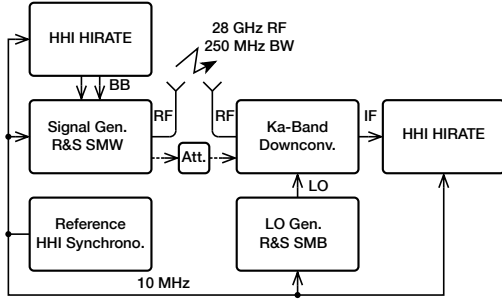 HHI HIRATE
28 GHz RF
250 MHz BW
BB
RF
RF
IF
Signal Gen.
R&S SMW
Ka-Band
Downconv.
HHI HIRATE
Att.
LO
Reference
HHI Synchrono.
LO Gen.
R&S SMB
10 MHz